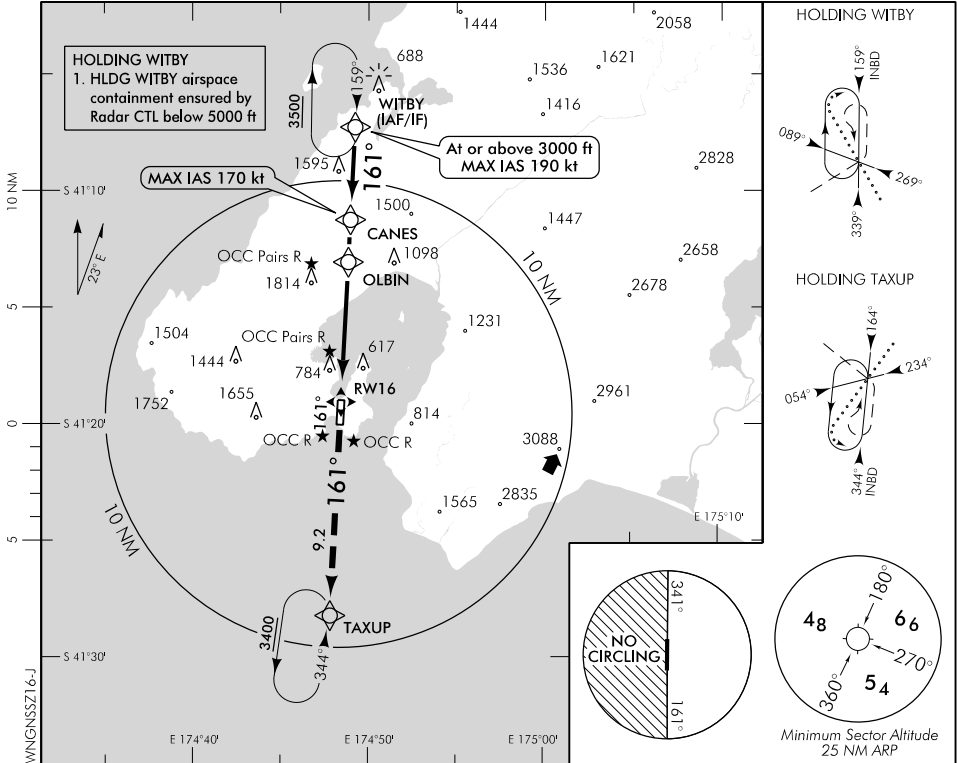 HOLDING WITBY
1. HLDG WITBY airspace
containment ensured by
Radar CTL below 5000 ft
1444
2058
688
1621
1536
1416
159°
3500
WITBY
(IAF/IF)
At or above 3000 ft
MAX IAS 190 kt
2828
1595
161°
MAX IAS 170 kt
10 NM
S 41°10'
1500
1447
CANES
23° E
OCC Pairs R
1098
2658
OLBIN
1814
10 NM
2678
5
1504
OCC Pairs R
617
1231
1444
784
1655
RW16
2961
1752
161°
814
0
S 41°20'
OCC R
OCC R
3088
161°
1565
2835
10 NM
9.2
E 175°10'
5
3400
TAXUP
344°
S 41°30'
WNGNSSZ16-J
E 174°40'
E 174°50'
E 175°00'
HOLDING WITBY
159°
INBD
089°
269°
339°
HOLDING TAXUP
164°
234°
054°
344°
INBD
341°
NO
CIRCLING
161°
180°
48
66
270°
54
360°
Minimum Sector Altitude
25 NM ARP